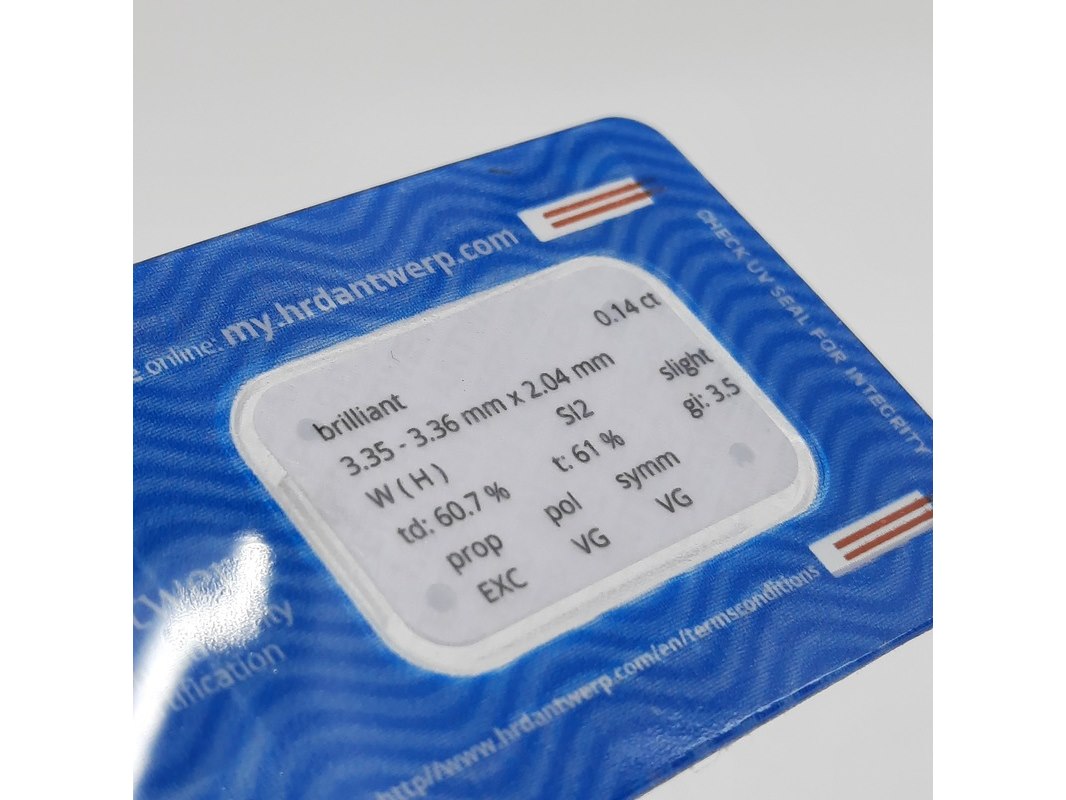 online: my.hrdantwerp.com
CHECK UV SEAL FOR INTEGRITY
brilliant 0.14 ct
3.35 - 3.36 mm x 2.04 mm
W ( H ) SI2 slight
td: 60.7 % t: 61 % gi: 3.5
prop pol symm
EXC VG VG
http//www.hrdantwerp.com/en/termsconditions